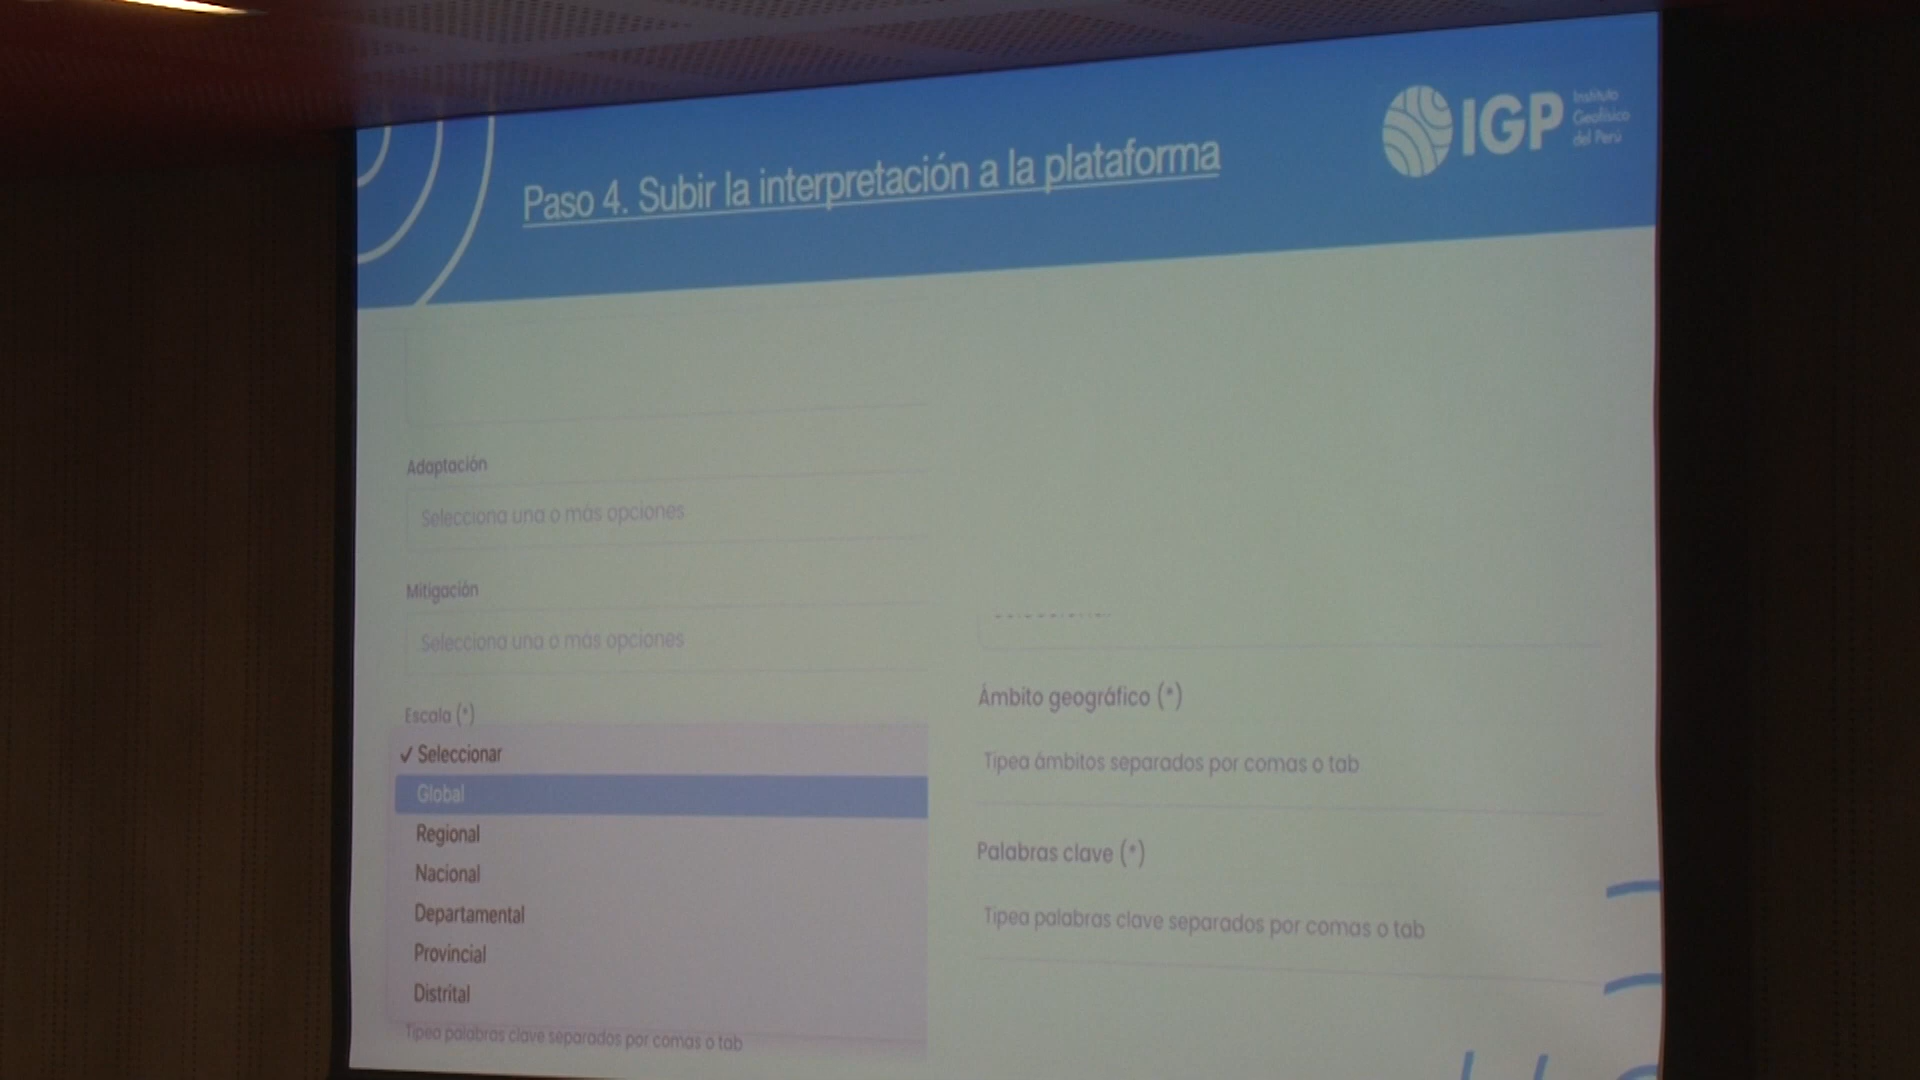 Paso 4. Subir la interpretación a la plataforma
IGP
Instituto
Geofísico
del Perú
Adaptación
Selecciona una o más opciones
Mitigación
Selecciona una o más opciones
Escala (*)
✓ Seleccionar
Global
Regional
Nacional
Departamental
Provincial
Distrital
Tipea palabras clave separados por comas o tab
Ámbito geográfico (*)
Tipea ámbitos separados por comas o tab
Palabras clave (*)
Tipea palabras clave separados por comas o tab